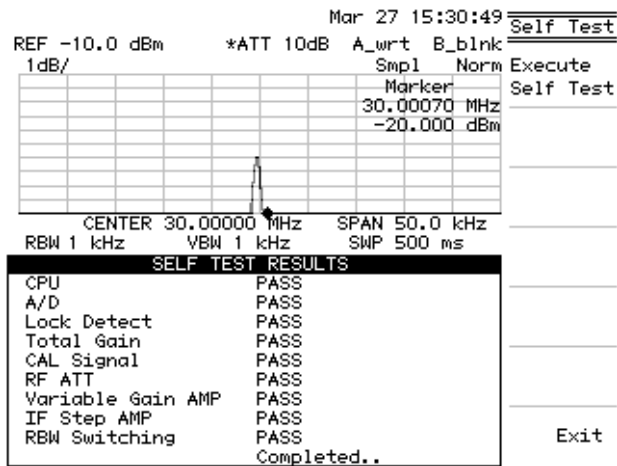 Mar 27 15:30:49
Self Test
REF -10.0 dBm *ATT 10dB A_wrt B_blnk
1dB/ Smpl Norm
Execute
Self Test
Marker
30.00070 MHz
-20.000 dBm
CENTER 30.00000 MHz SPAN 50.0 kHz
RBW 1 kHz VBW 1 kHz SWP 500 ms
SELF TEST RESULTS
CPU PASS
A/D PASS
Lock Detect PASS
Total Gain PASS
CAL Signal PASS
RF ATT PASS
Variable Gain AMP PASS
IF Step AMP PASS
RBW Switching PASS
Completed..
Exit